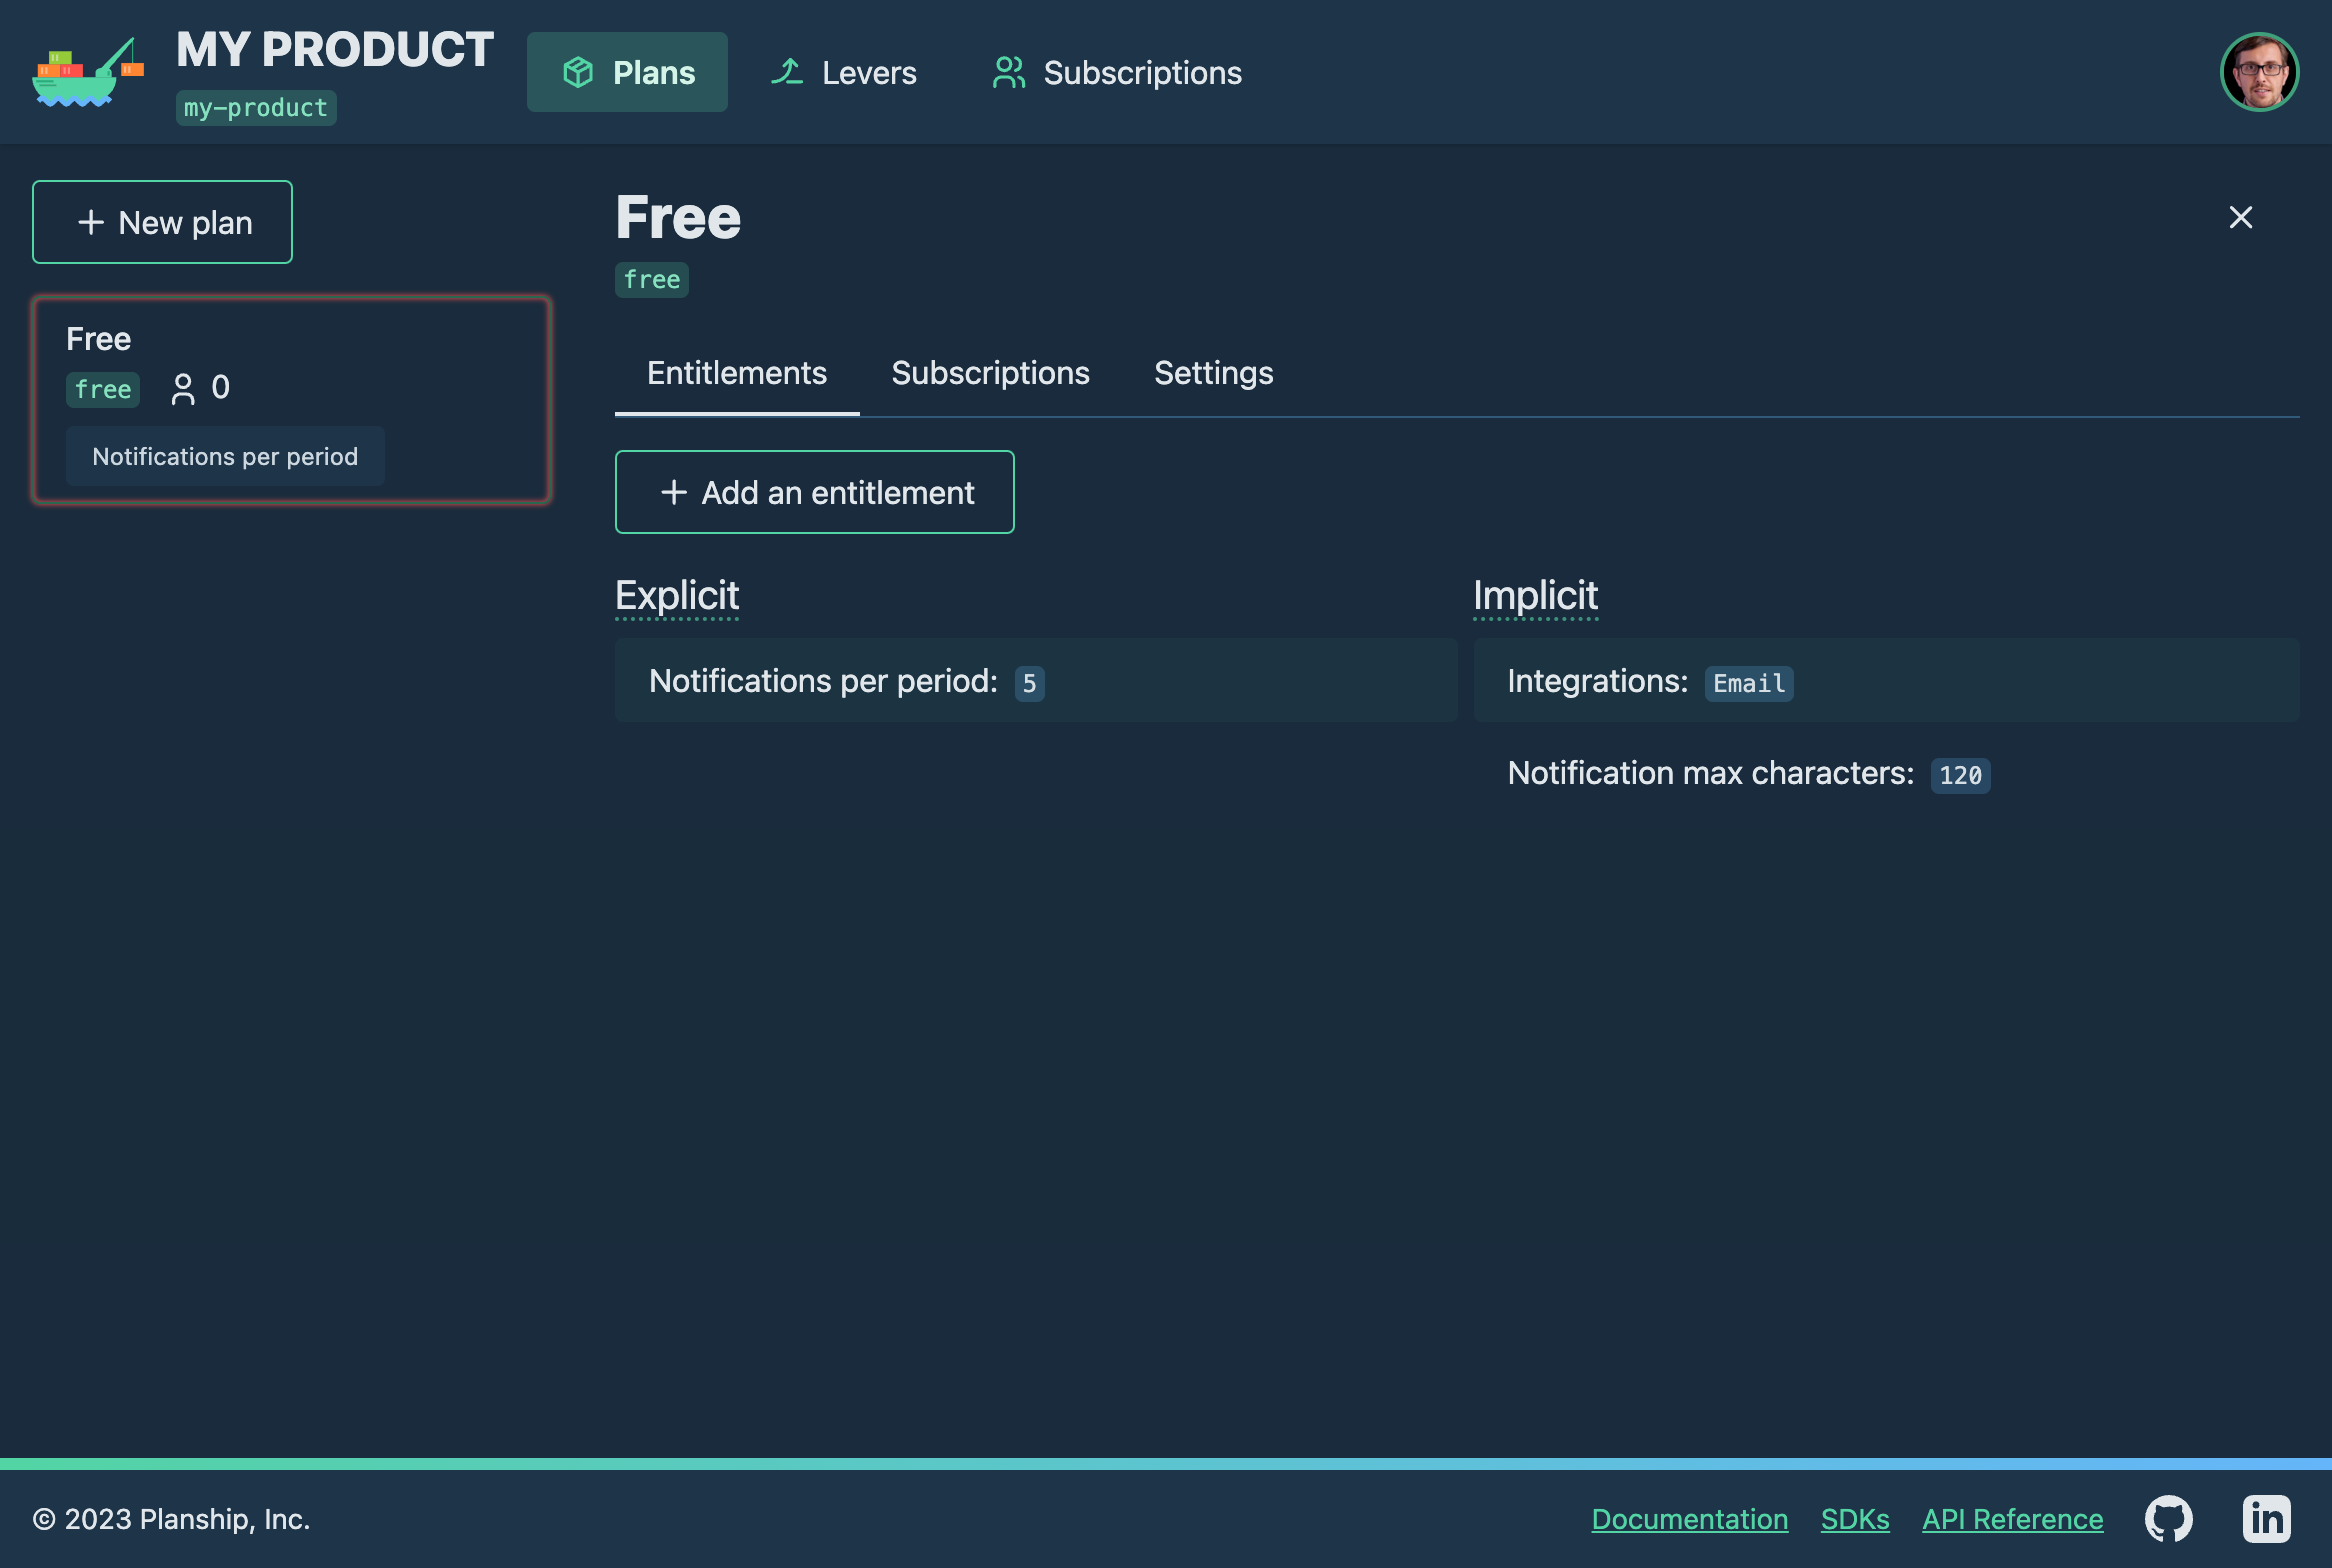 MY PRODUCT
my-product
Plans
Levers
Subscriptions
New plan
Free
free
0
Notifications per period
Free
free
Entitlements
Subscriptions
Settings
Add an entitlement
Explicit
Notifications per period: 5
Implicit
Integrations: Email
Notification max characters: 120
© 2023 Planship, Inc.
Documentation
SDKs
API Reference
in